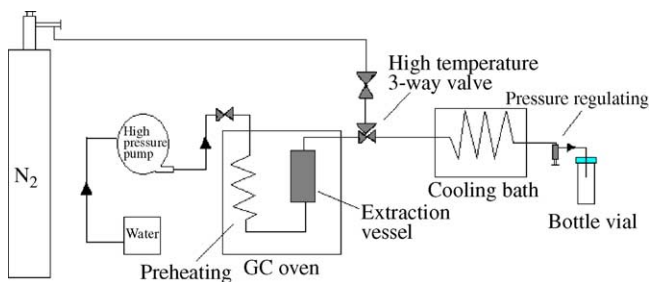 High temperature
3-way valve
Pressure regulating
High
pressure
pump
N2
Cooling bath
Water
Extraction
vessel
Bottle vial
Preheating
GC oven